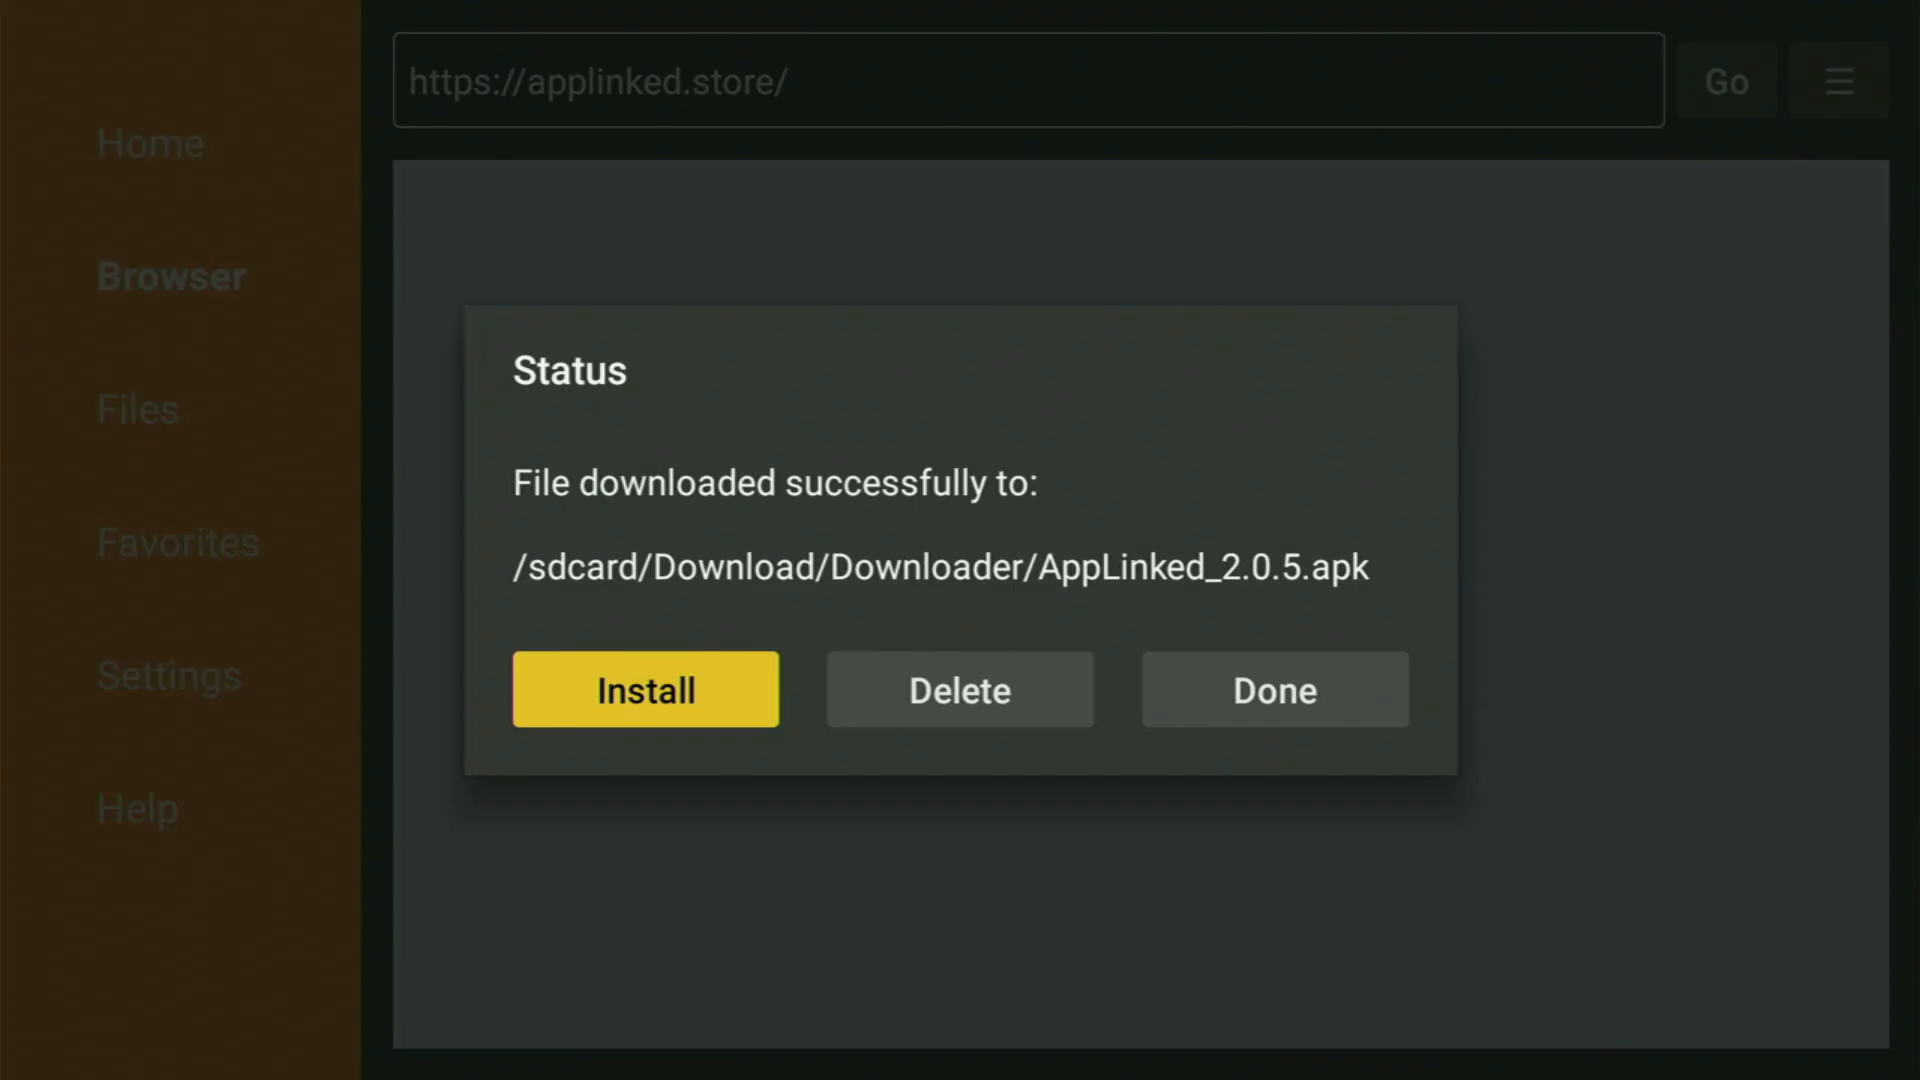 https://applinked.store/
Go
Home
Browser
Files
Favorites
Settings
Help
Status
File downloaded successfully to:
/sdcard/Download/Downloader/AppLinked_2.0.5.apk
Install
Delete
Done